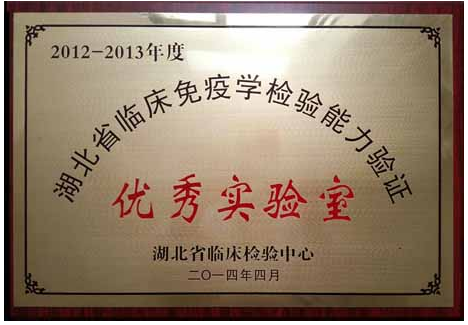 2012-2013年度
湖北省临床免疫学检验能力验证
优秀实验室
湖北省临床检验中心
二〇一四年四月